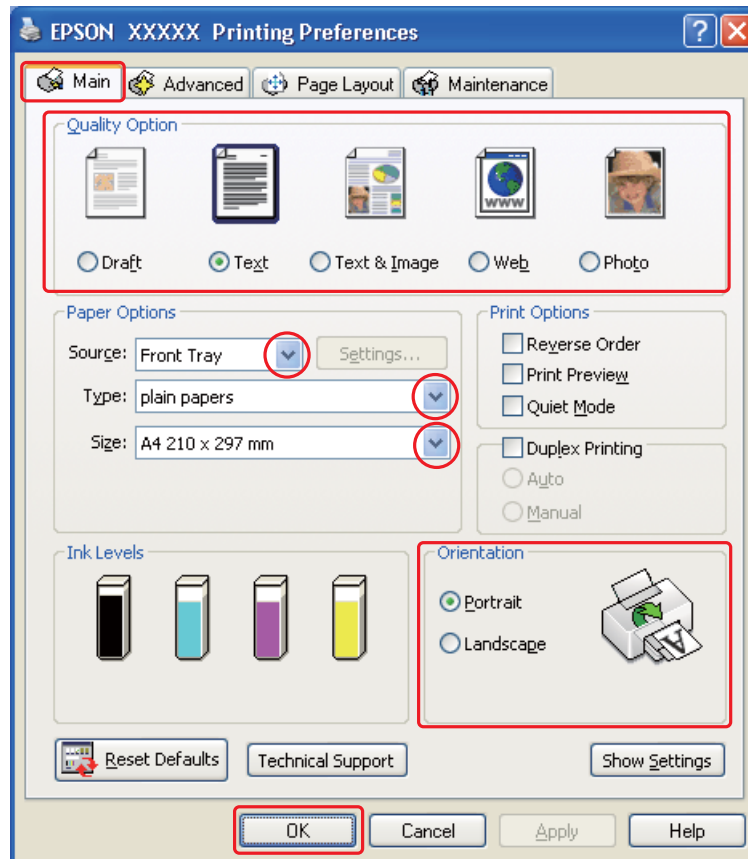 EPSON XXXXX Printing Preferences
Main Advanced Page Layout Maintenance
Quality Option
WWW
Draft Text Text & Image Web Photo
Paper Options
Source: Front Tray Settings...
Type: plain papers
Size: A4 210 x 297 mm
Print Options
Reverse Order
Print Preview
Quiet Mode
Duplex Printing
Auto
Manual
Ink Levels
Orientation
Portrait
Landscape
A
Reset Defaults Technical Support Show Settings
OK Cancel Apply Help